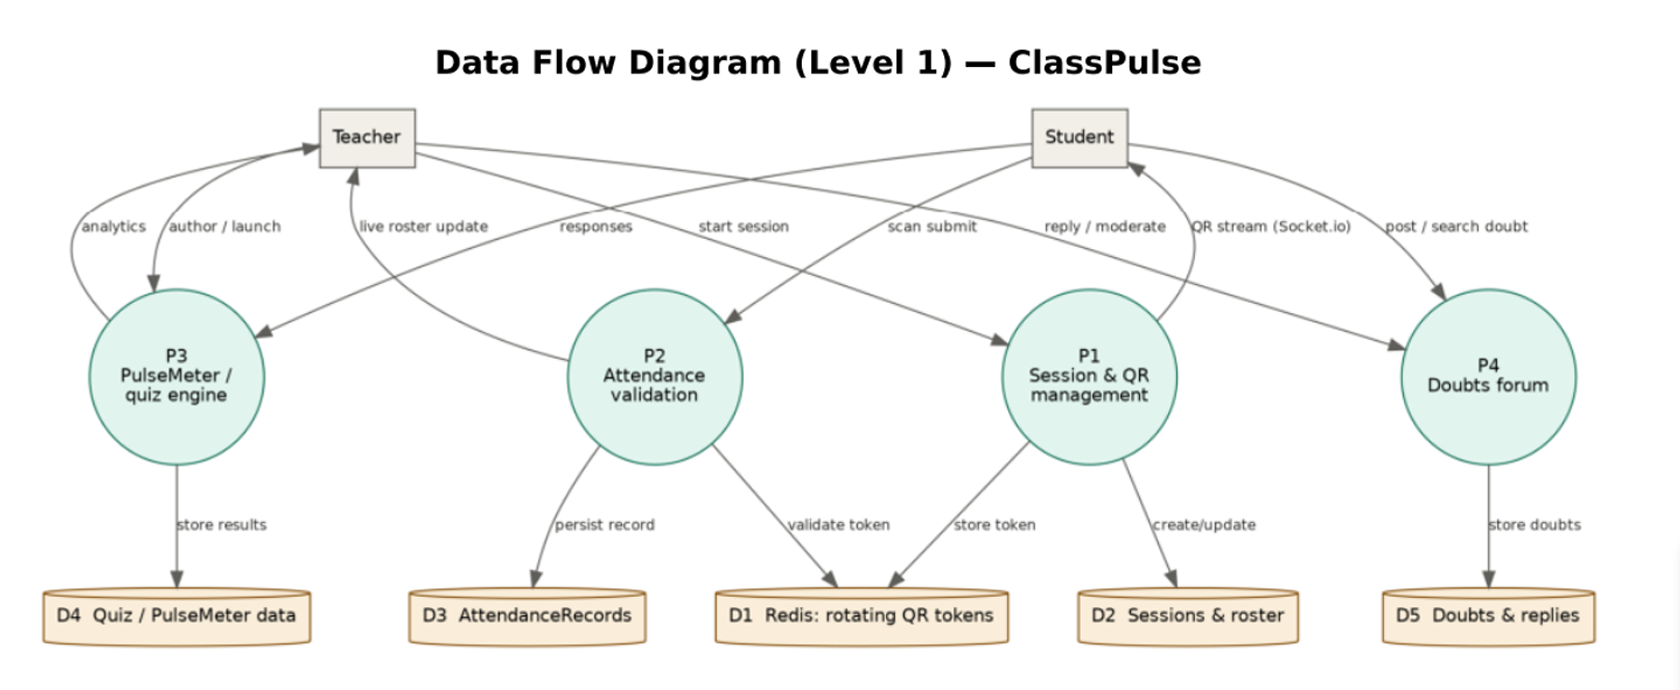 Data Flow Diagram (Level 1) — ClassPulse
Teacher
Student
analytics
author / launch
live roster update
responses
start session
scan submit
reply / moderate
QR stream (Socket.io)
post / search doubt
P3
PulseMeter /
quiz engine
P2
Attendance
validation
P1
Session & QR
management
P4
Doubts forum
store results
persist record
validate token
store token
create/update
store doubts
D4  Quiz / PulseMeter data
D3  AttendanceRecords
D1  Redis: rotating QR tokens
D2  Sessions & roster
D5  Doubts & replies